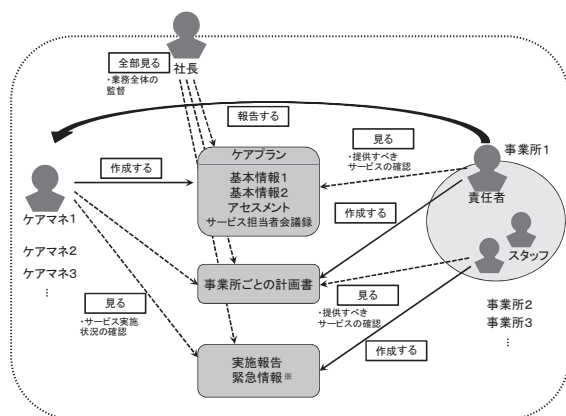 全部見る
・業務全体の
監督
社長
報告する
見る
・提供すべき
サービスの確認
事業所1
責任者
スタッフ
作成する
ケアマネ1
ケアマネ2
ケアマネ3
…
ケアプラン
基本情報1
基本情報2
アセスメント
サービス担当者会議録
作成する
事業所ごとの計画書
見る
・サービス実施
状況の確認
見る
・提供すべき
サービスの確認
作成する
事業所2
事業所3
…
実施報告
緊急情報※